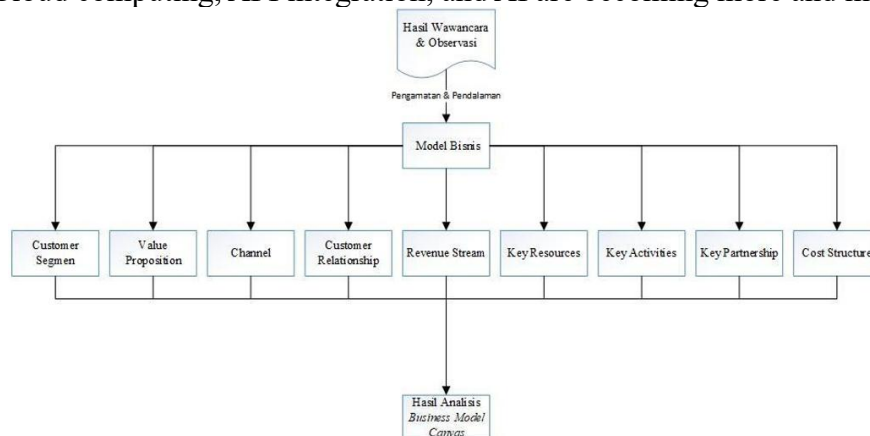 Cloud computing, API integration, and AI are becoming more and
Hasil Wawancara
& Observasi
Pengamatan & Pendalaman
Model Bisnis
Customer
Segmen
Value
Proposition
Channel
Customer
Relationship
Revenue Stream
Key Resources
Key Activities
Key Partnership
Cost Structure
Hasil Analisis
Business Model
Canvas